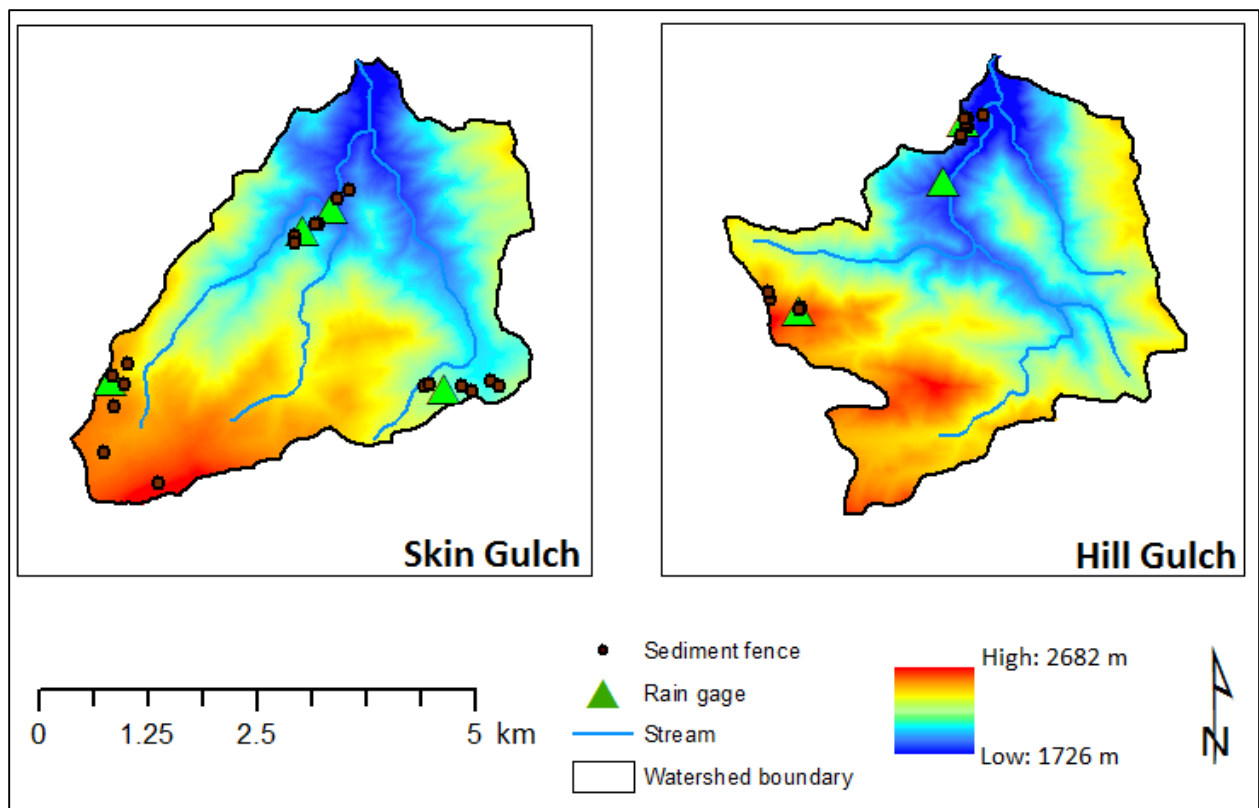 Skin Gulch
Hill Gulch
0 1.25 2.5 5 km
Sediment fence
Rain gage
Stream
Watershed boundary
High: 2682 m
Low: 1726 m
N